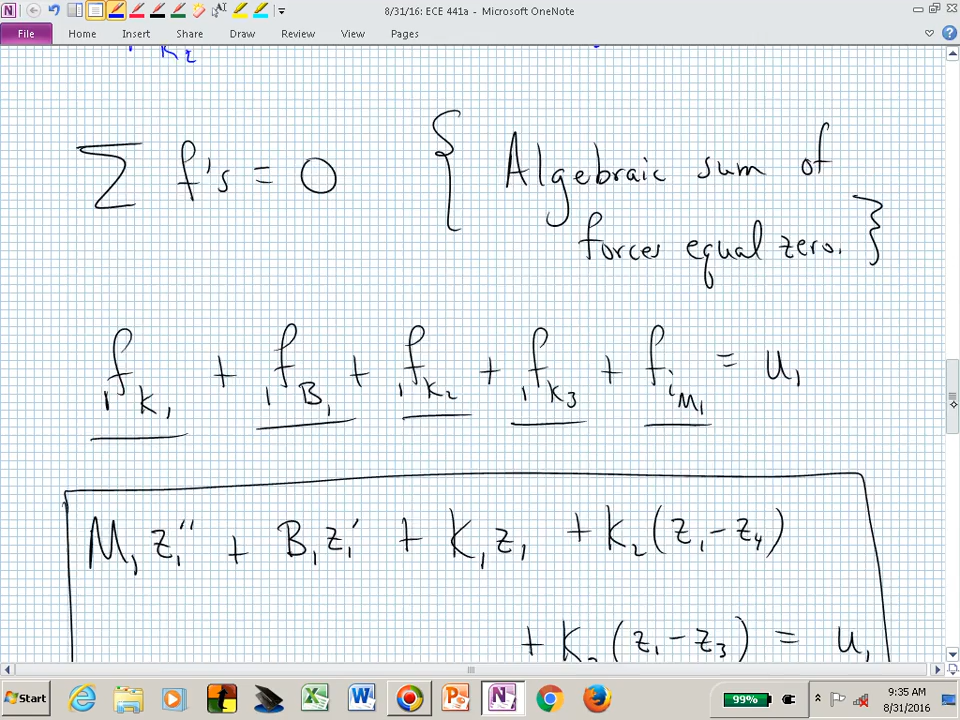 8/31/16: ECE 441a - Microsoft OneNote
File Home Insert Share Draw Review View Pages
K₂
∑ f's = 0 { Algebraic sum of
forces equal zero. }
₁f_K₁ + ₁f_B₁ + ₁f_K₂ + ₁f_K₃ + f_iM₁ = u₁
M₁z₁'' + B₁z₁' + K₁z₁ + K₂(z₁-z₄)
(z₁-z₃) = u₁
Start
99%
9:35 AM
8/31/2016